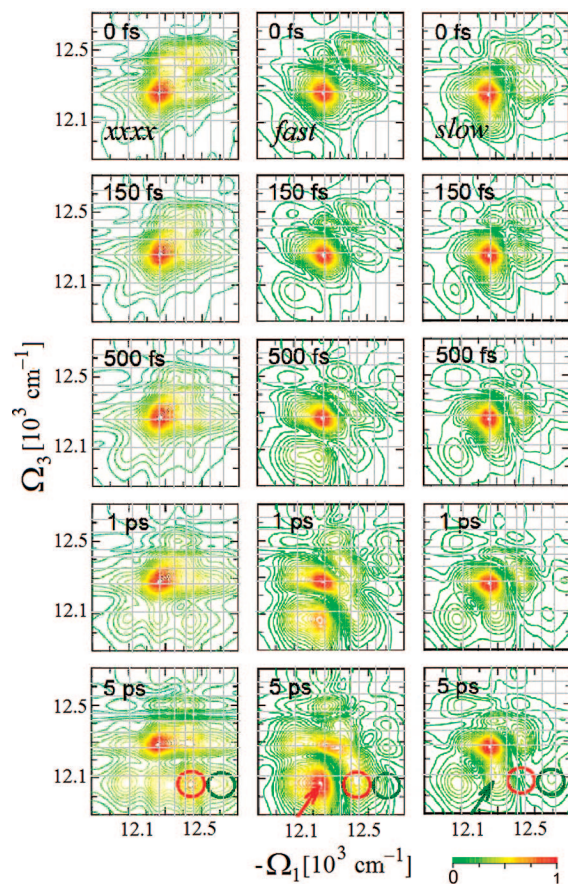 0 fs 0 fs 0 fs
12.5
12.1
xxxx fast slow
150 fs 150 fs 150 fs
12.5
12.1
500 fs 500 fs 500 fs
12.5
12.1
Ω3 [10³ cm⁻¹]
1 ps 1 ps 1 ps
12.5
12.1
5 ps 5 ps 5 ps
12.5
12.1
12.1 12.5 12.1 12.5 12.1 12.5
-Ω1 [10³ cm⁻¹]
0 1